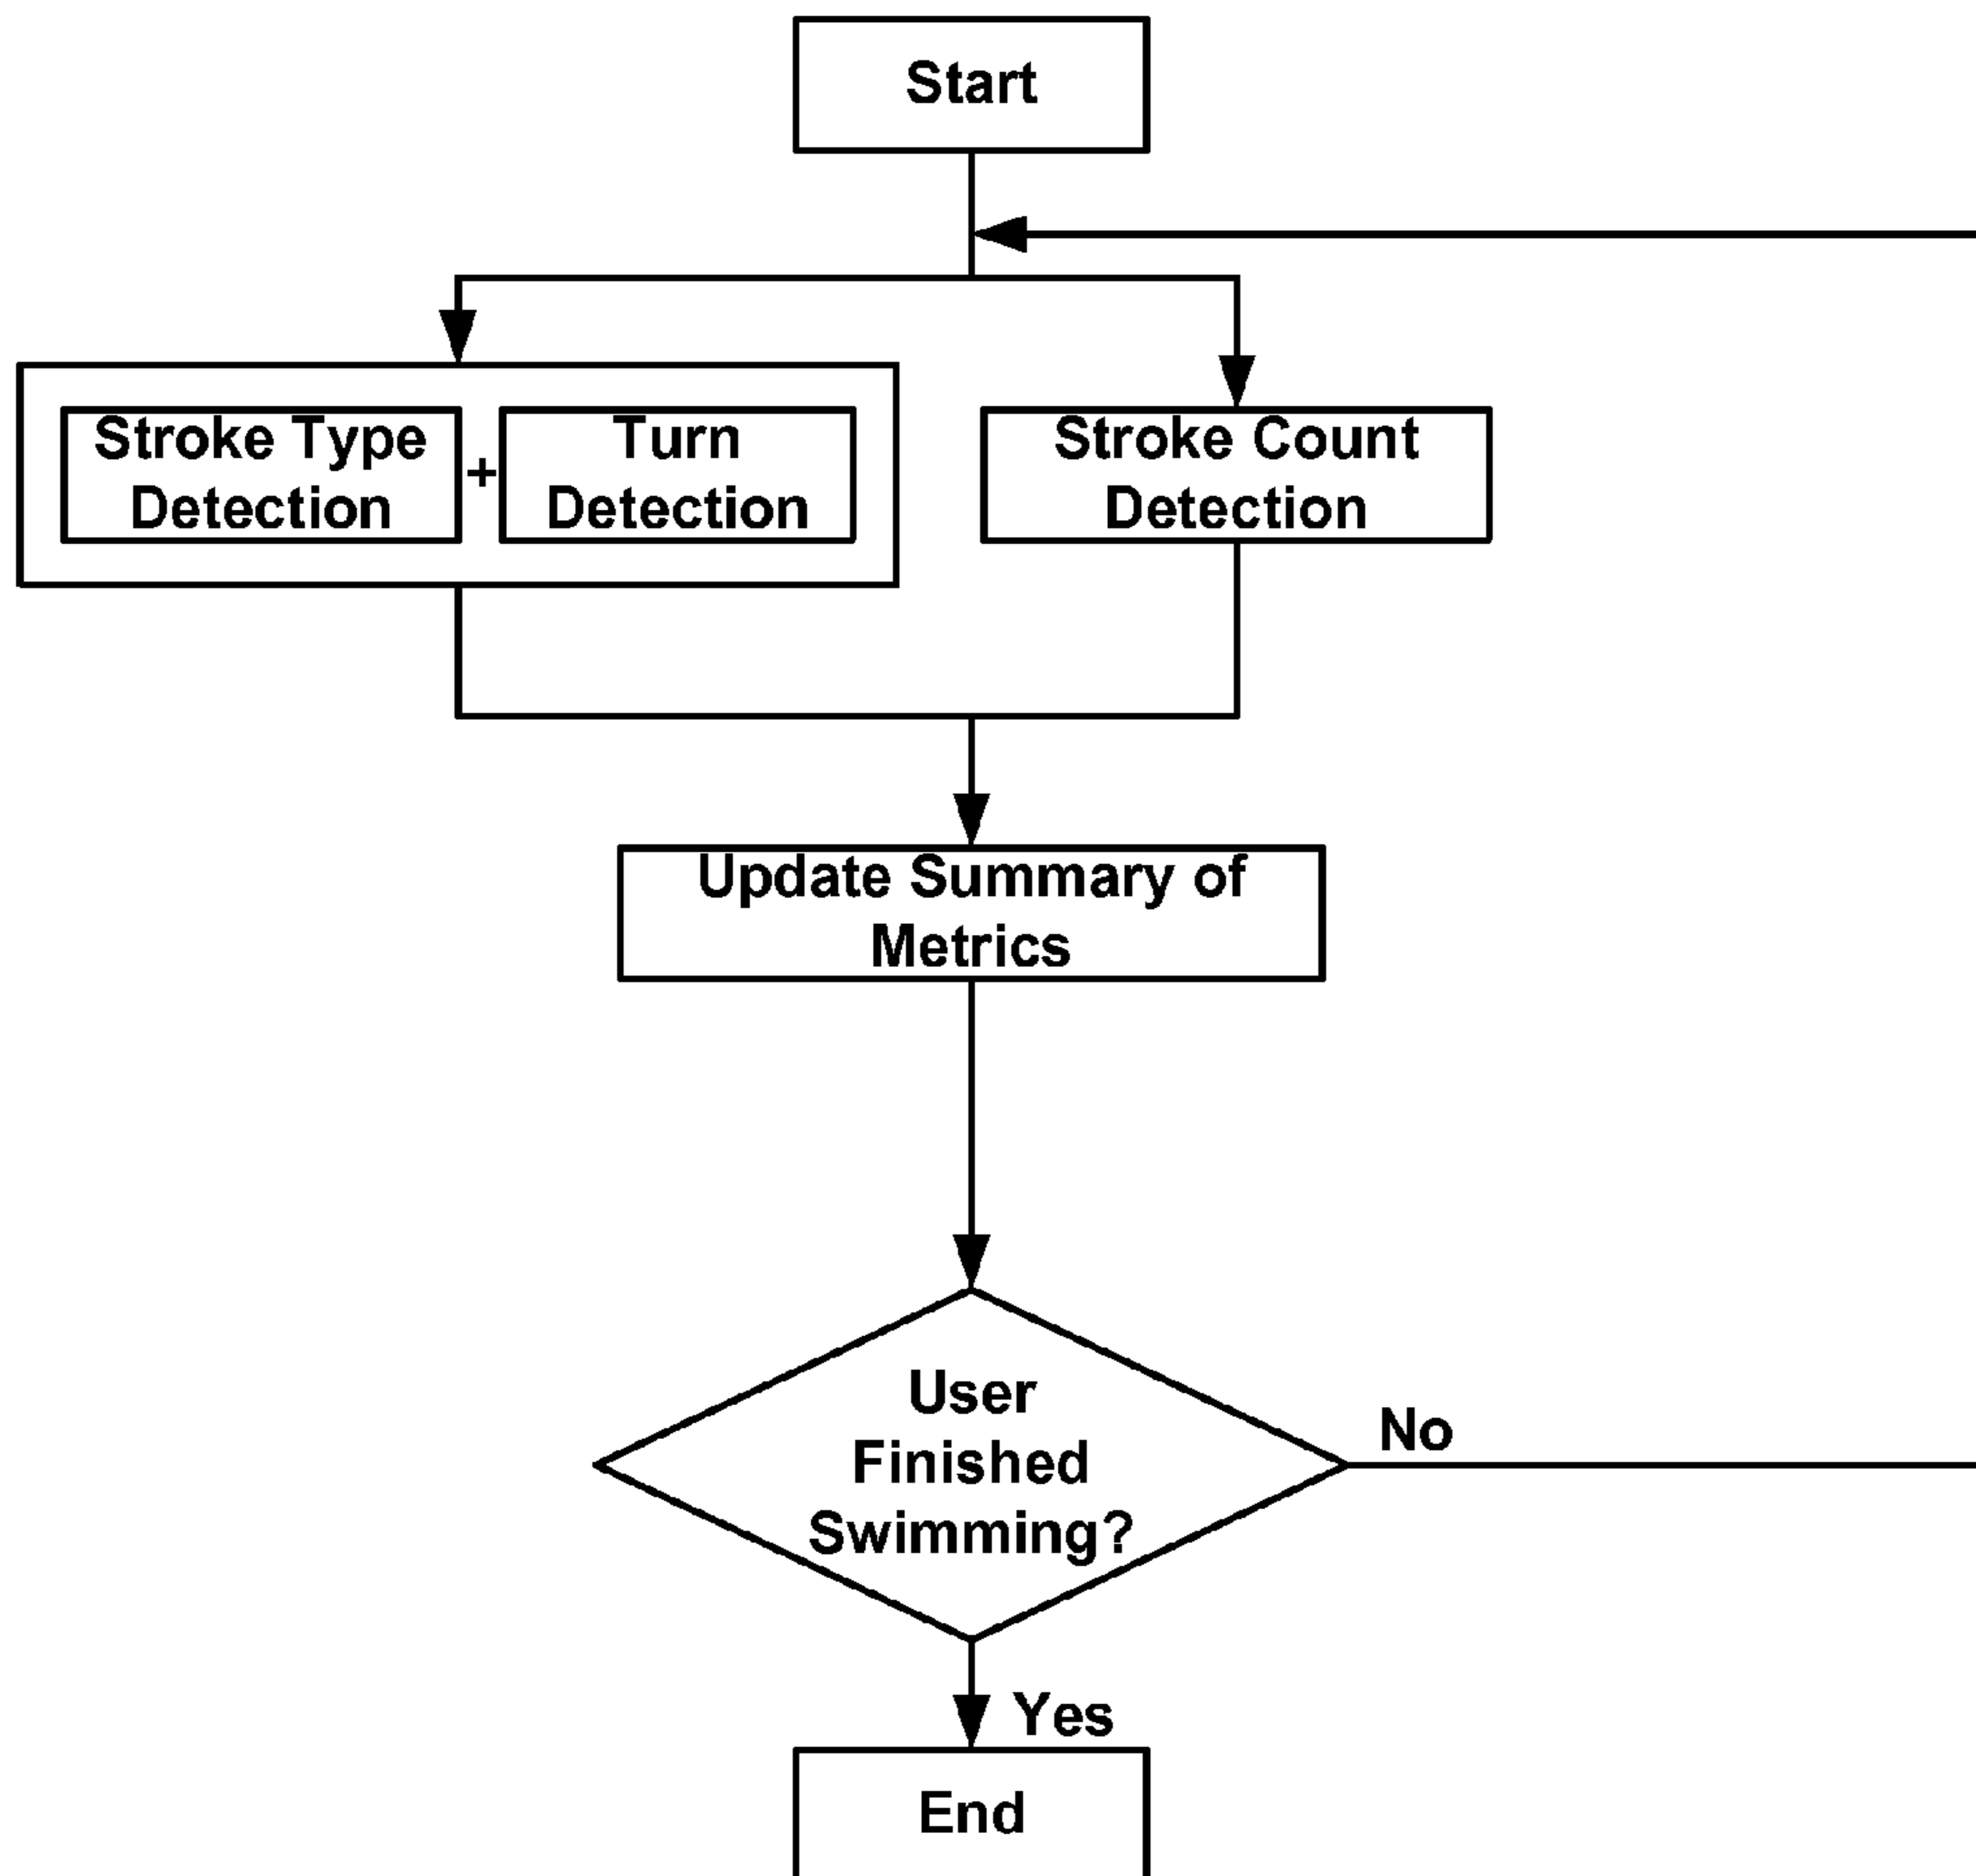 Start
Stroke Type
Detection
+
Turn
Detection
Stroke Count
Detection
Update Summary of
Metrics
User
Finished
Swimming?
No
Yes
End